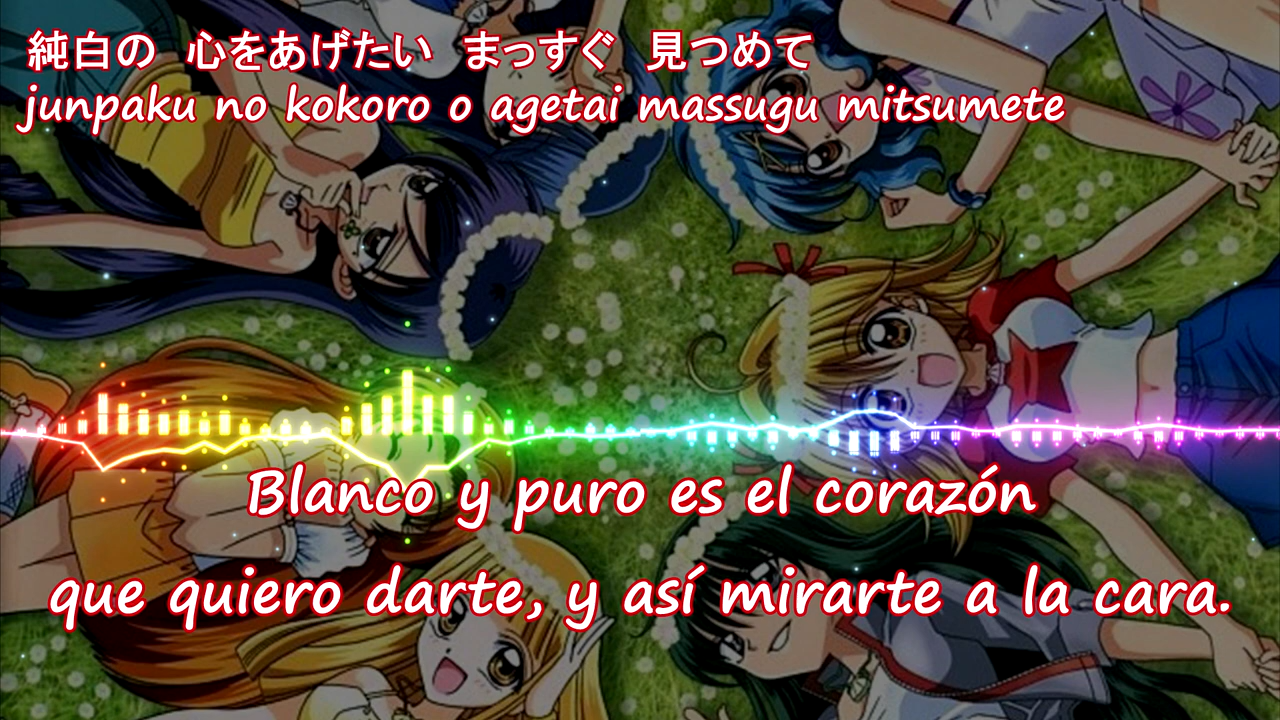 純白の　心をあげたい　まっすぐ　見つめて
junpaku no kokoro o agetai massugu mitsumete
Blanco y puro es el corazón
que quiero darte, y así mirarte a la cara.